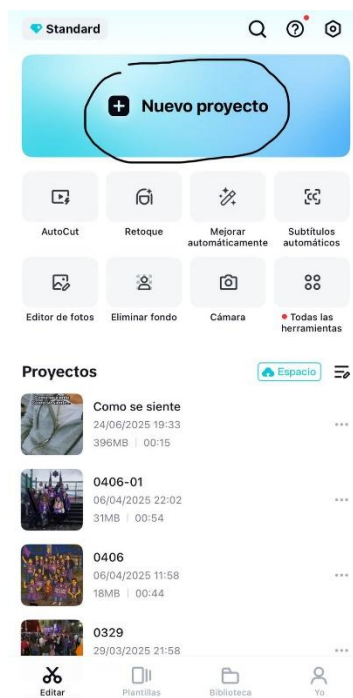 Standard
Nuevo proyecto
AutoCut
Retoque
Mejorar
automáticamente
Subtítulos
automáticos
Editor de fotos
Eliminar fondo
Cámara
Todas las
herramientas
Proyectos
Espacio
Como se siente
24/06/2025 19:33
396MB | 00:15
0406-01
06/04/2025 22:02
31MB | 00:54
0406
06/04/2025 11:58
18MB | 00:44
0329
29/03/2025 21:58
Editar
Plantillas
Biblioteca
Yo